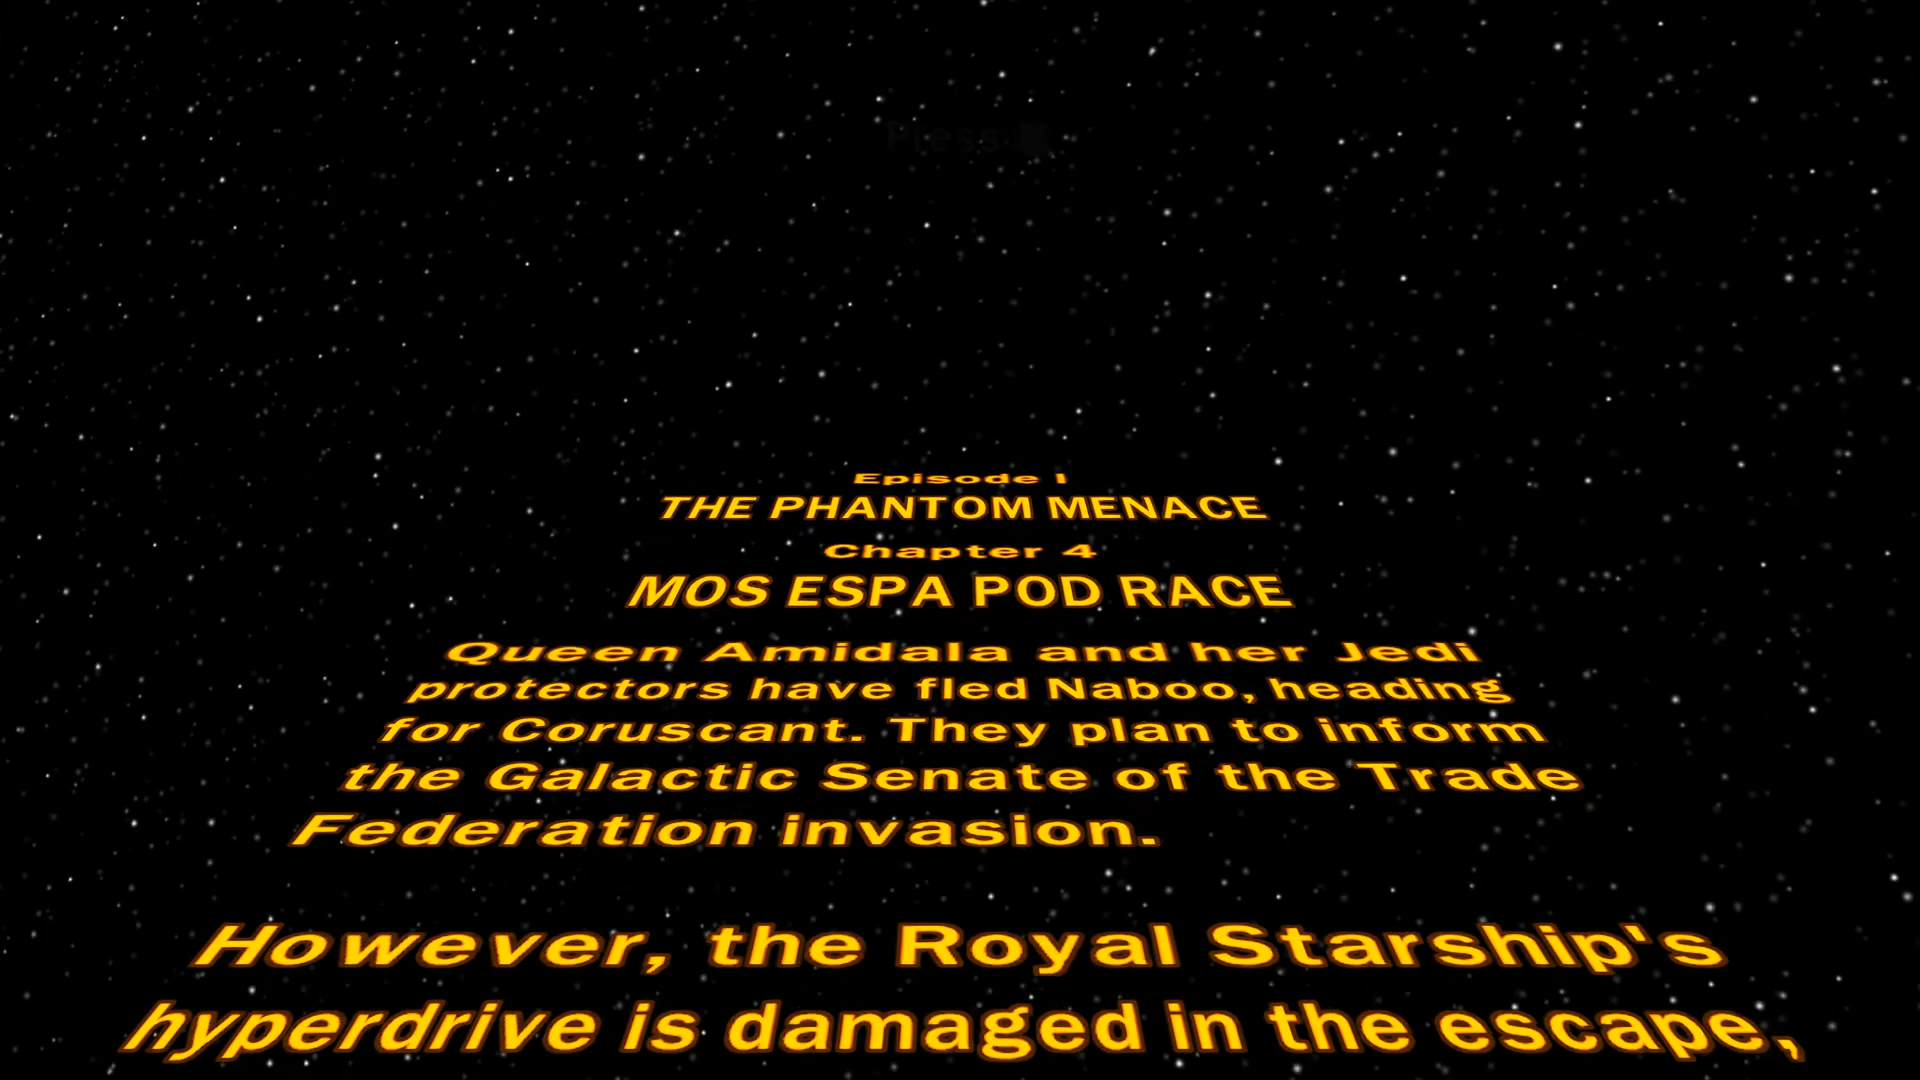 Press
Episode I
THE PHANTOM MENACE
Chapter 4
MOS ESPA POD RACE
Queen Amidala and her Jedi
protectors have fled Naboo, heading
for Coruscant. They plan to inform
the Galactic Senate of the Trade
Federation invasion.
However, the Royal Starship's
hyperdrive is damaged in the escape,